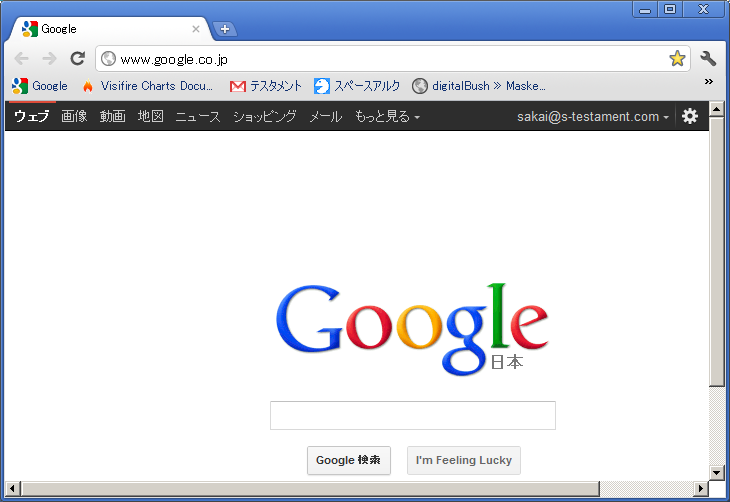 Google
www.google.co.jp
Google Visifire Charts Docu... テスタメント スペースアルク digitalBush » Maske... »
ウェブ 画像 動画 地図 ニュース ショッピング メール もっと見る sakai@s-testament.com
Google
日本
Google 検索 I'm Feeling Lucky